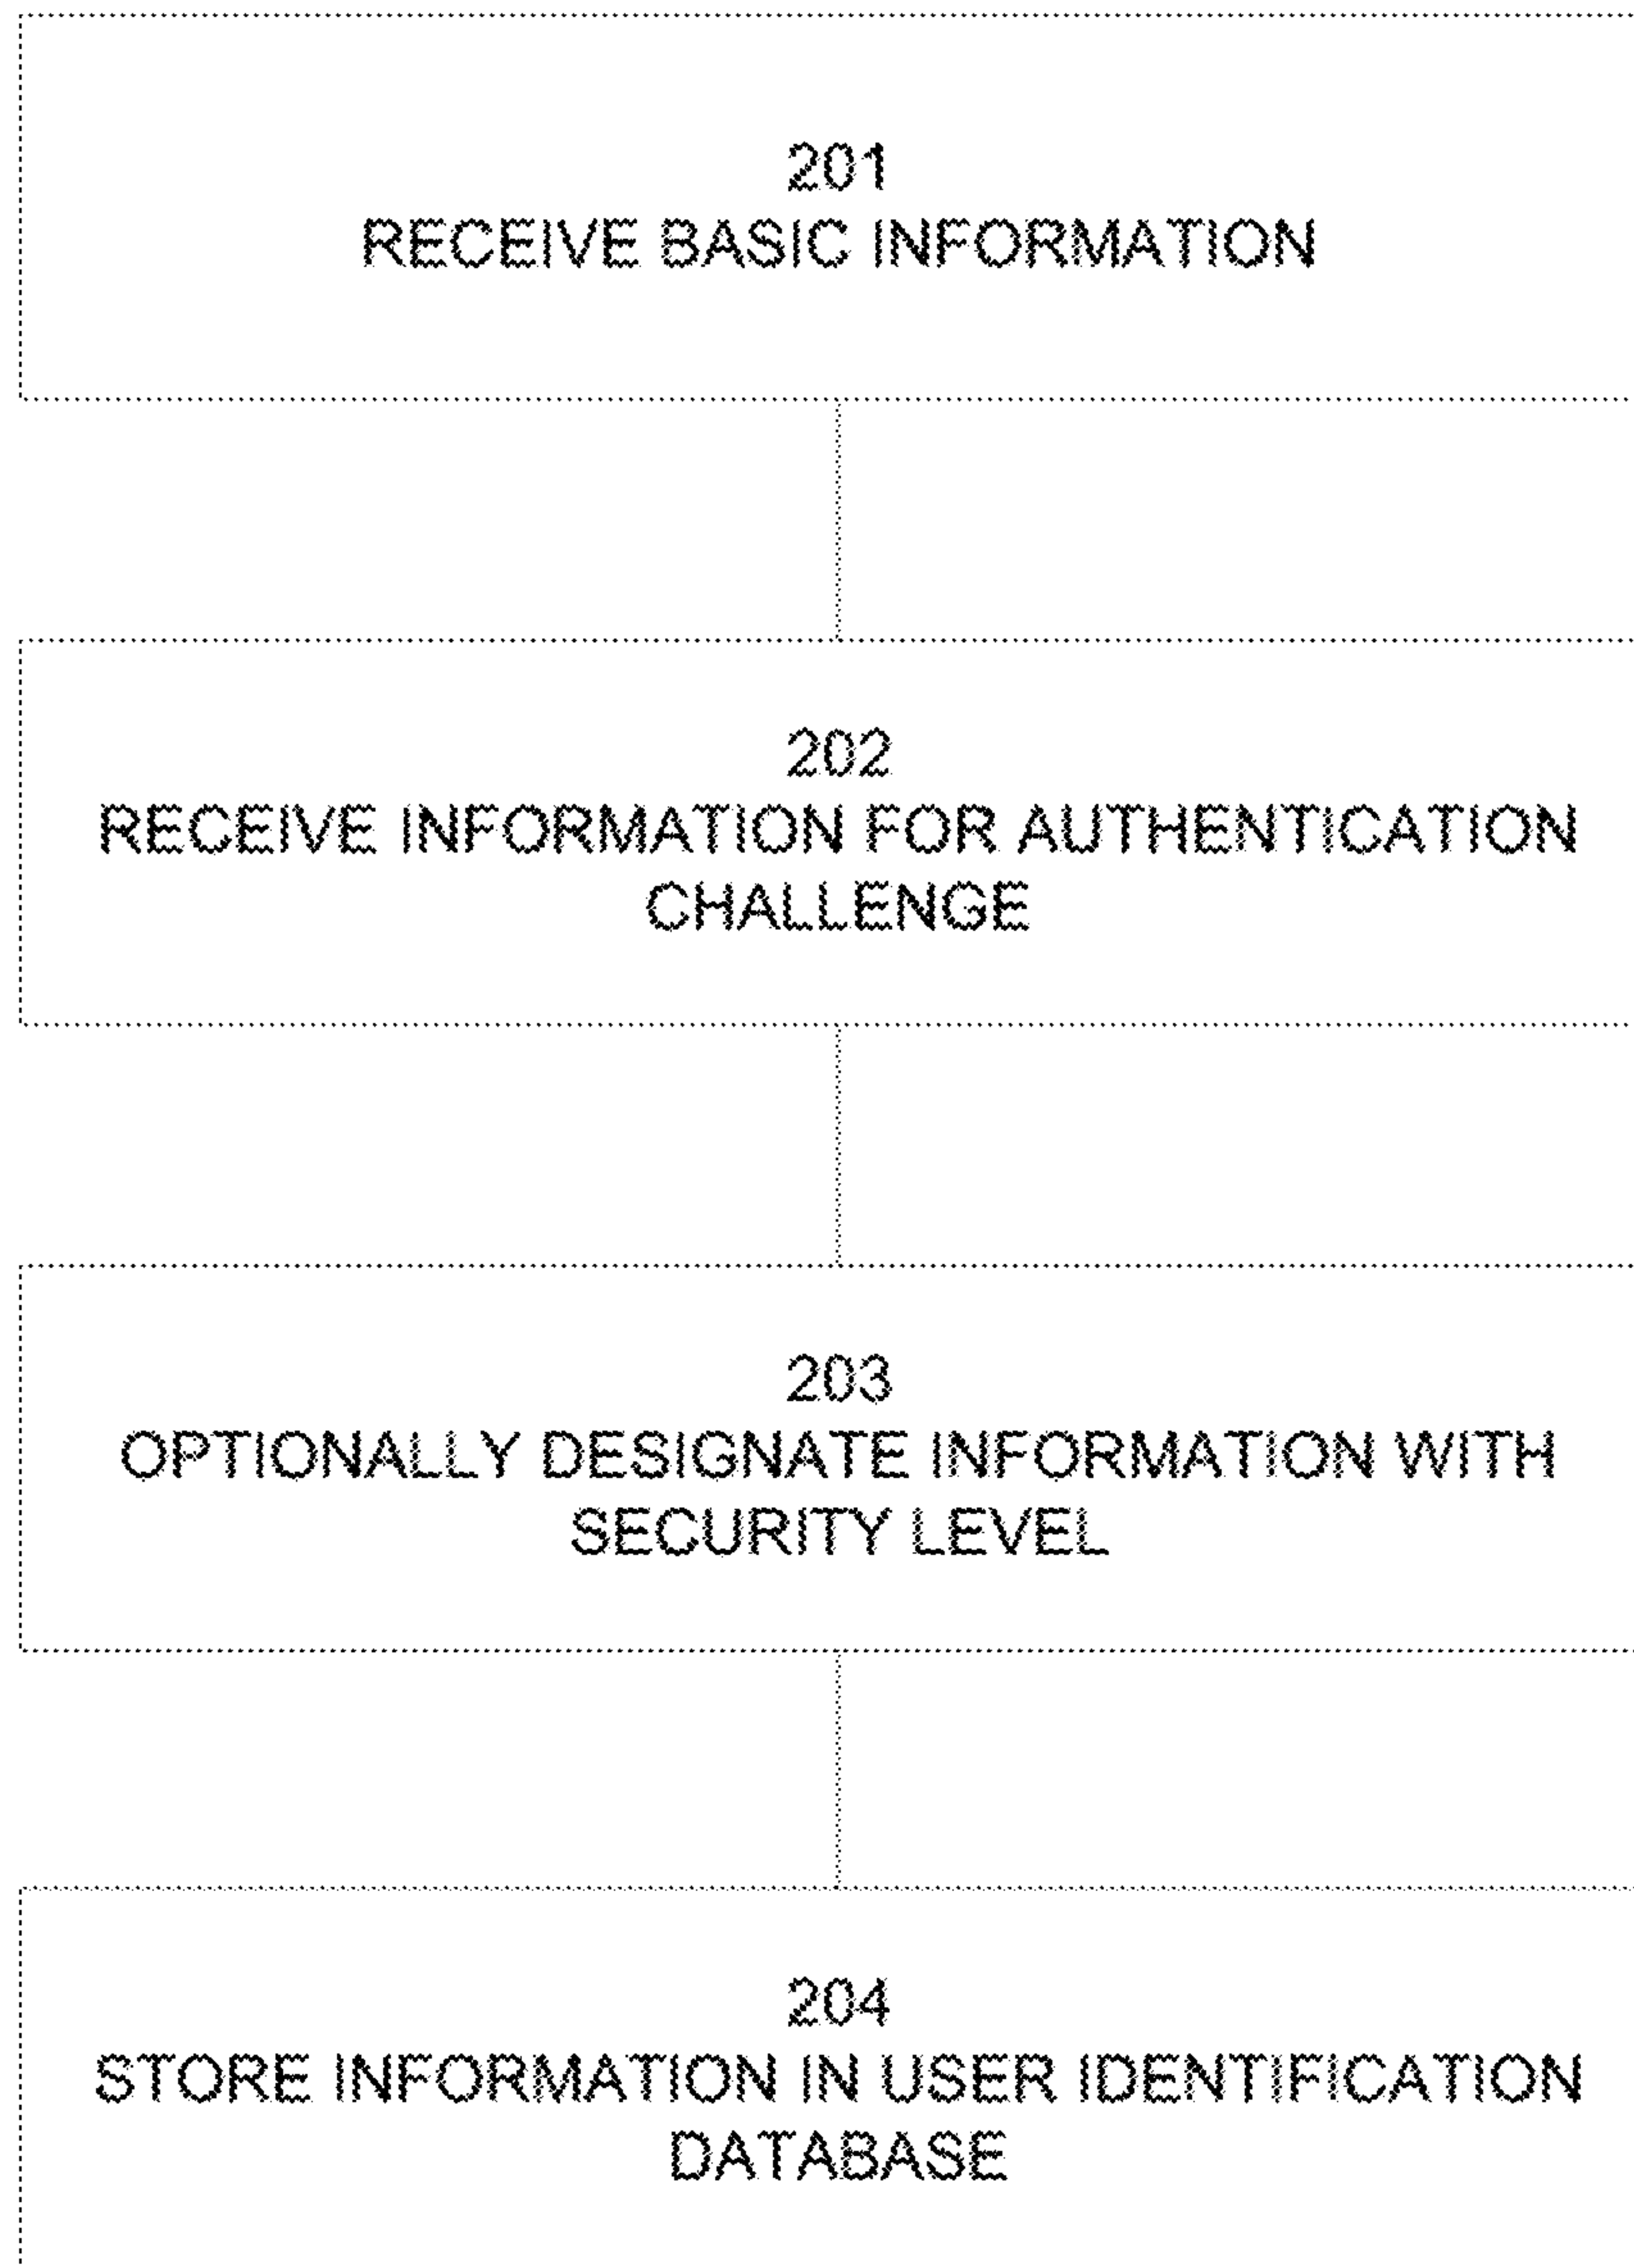 201
RECEIVE BASIC INFORMATION
202
RECEIVE INFORMATION FOR AUTHENTICATION
CHALLENGE
203
OPTIONALLY DESIGNATE INFORMATION WITH
SECURITY LEVEL
204
STORE INFORMATION IN USER IDENTIFICATION
DATABASE